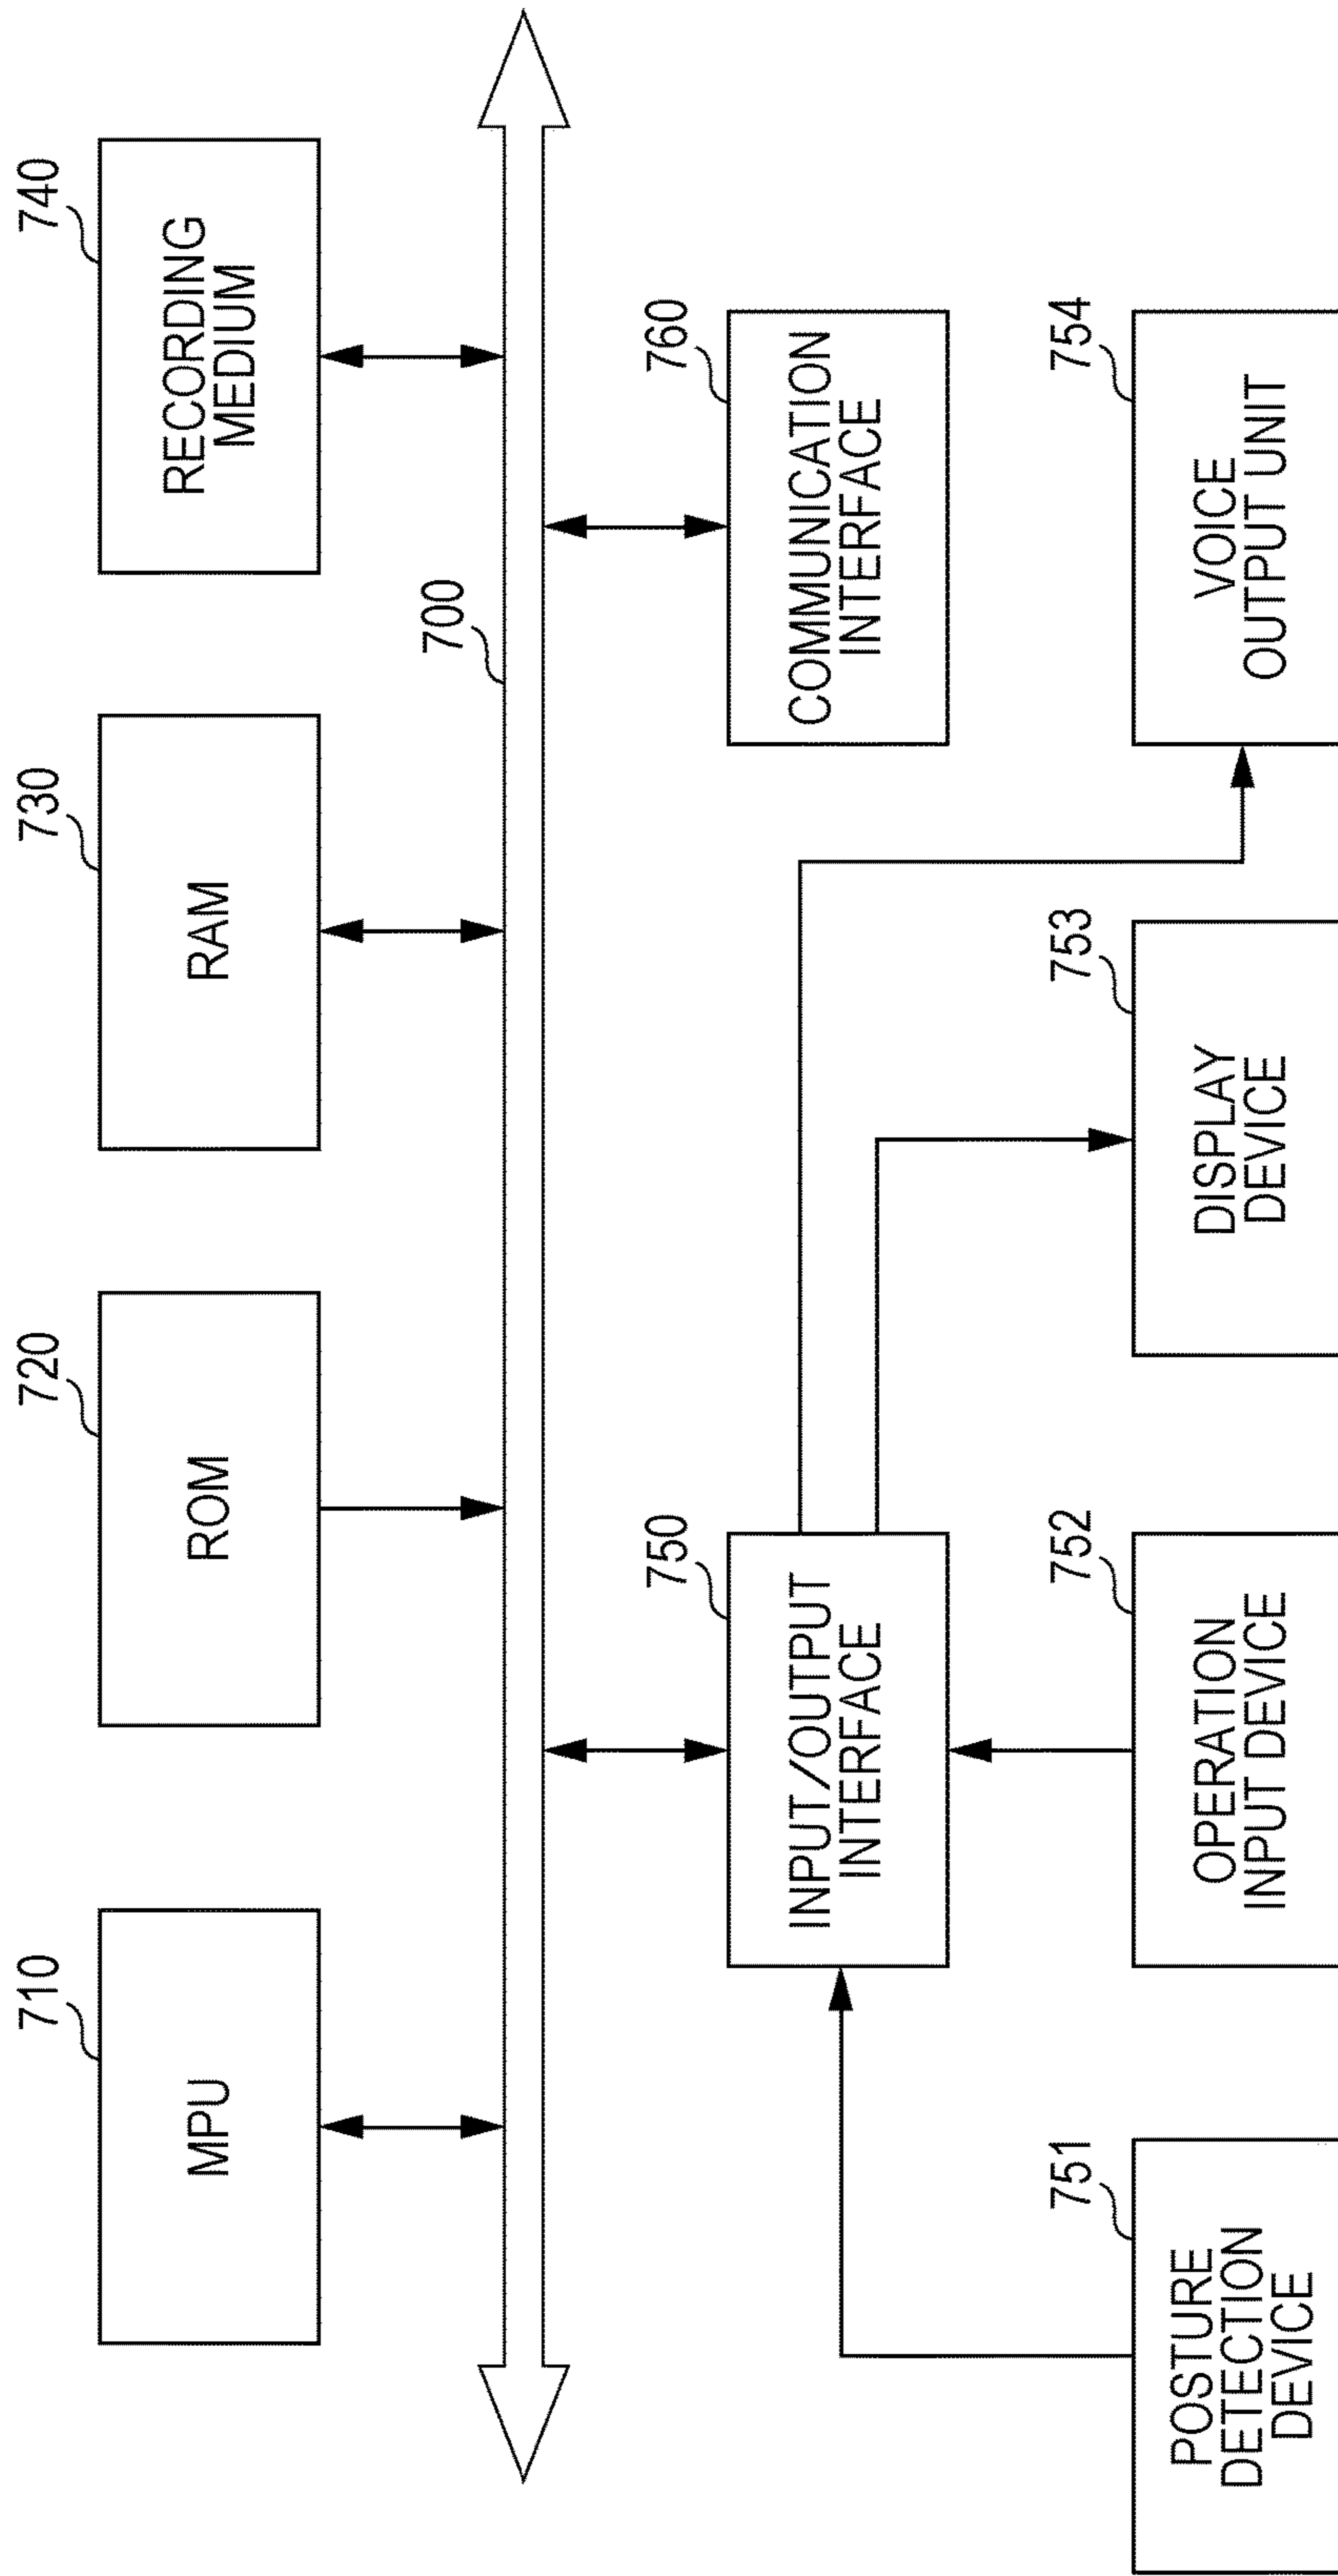 710
MPU
720
ROM
730
RAM
740
RECORDING
MEDIUM
700
750
INPUT/OUTPUT
INTERFACE
760
COMMUNICATION
INTERFACE
751
POSTURE
DETECTION
DEVICE
752
OPERATION
INPUT DEVICE
753
DISPLAY
DEVICE
754
VOICE
OUTPUT UNIT